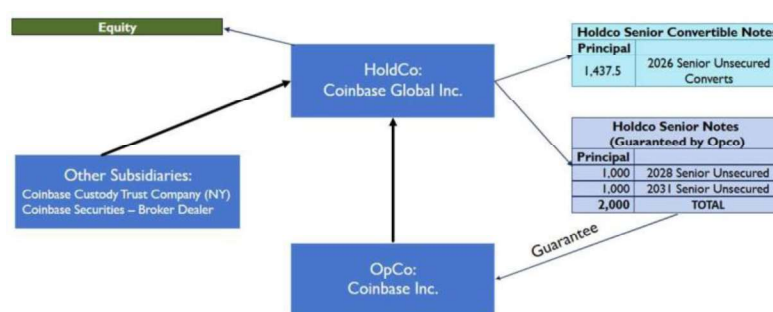 Equity
HoldCo:
Coinbase Global Inc.
Holdco Senior Convertible Notes
Principal
1,437.5 2026 Senior Unsecured
Converts
Holdco Senior Notes
(Guaranteed by Opco)
Principal
1,000 2028 Senior Unsecured
1,000 2031 Senior Unsecured
2,000 TOTAL
Other Subsidiaries:
Coinbase Custody Trust Company (NY)
Coinbase Securities – Broker Dealer
Guarantee
OpCo:
Coinbase Inc.